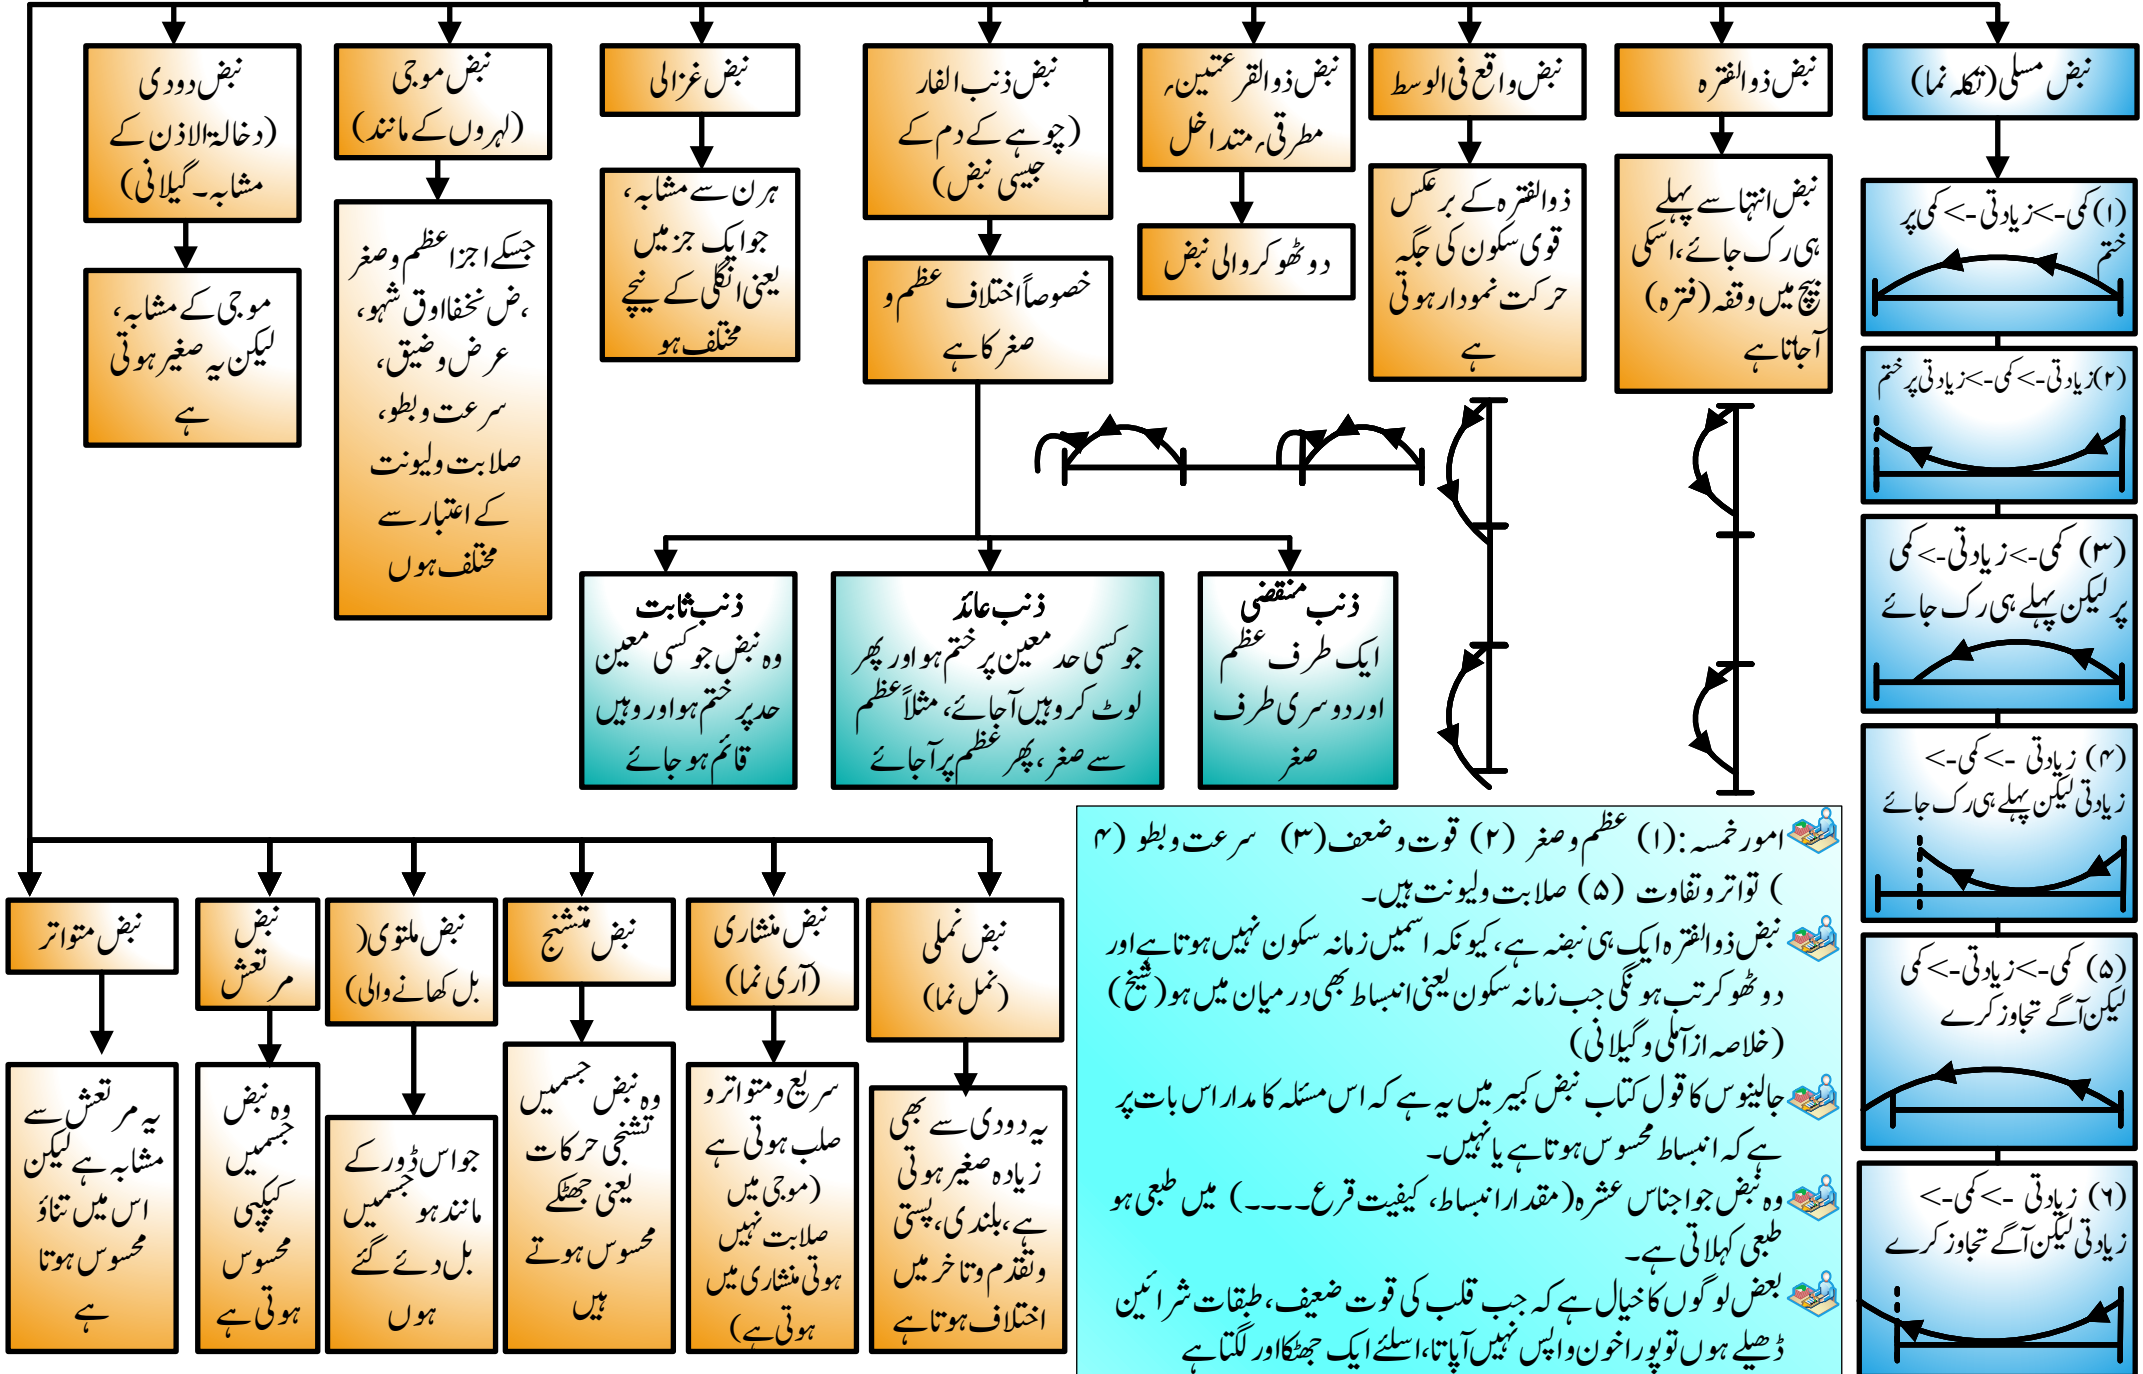 نبض مسلی (تکلہ نما)
(۱) کمی -> زیادتی -> کمی پر
ختم
(۲) زیادتی -> کمی -> زیادتی پر ختم
(۳) کمی -> زیادتی -> کمی
پر لیکن پہلے ہی رک جائے
(۴) زیادتی -> کمی ->
زیادتی لیکن پہلے ہی رک جائے
(۵) کمی -> زیادتی -> کمی
لیکن آگے تجاوز کرے
(۶) زیادتی -> کمی ->
زیادتی لیکن آگے تجاوز کرے
نبض ذوالفترہ
نبض انتہا سے پہلے
ہی رک جائے، اسکی
بیچ میں وقفہ (فترہ)
آجاتا ہے
نبض واقع فی الوسط
ذوالفترہ کے برعکس
قوی سکون کی جگہ
حرکت نمودار ہوتی
ہے
نبض ذوالقرعتین،
مطرقی، متداخل
دو ٹھوکر والی نبض
نبض ذنب الفار
(چوہے کے دم کے
جیسی نبض)
خصوصاً اختلاف عظم و
صغر کا ہے
ذنب منقضی
ایک طرف عظم
اور دوسری طرف
صغر
ذنب عائد
جو کسی حد معین پر ختم ہو اور پھر
لوٹ کر وہیں آجائے، مثلاً عظم
سے صغر، پھر عظم پر آجائے
ذنب ثابت
وہ نبض جو کسی معین
حد پر ختم ہو اور وہیں
قائم ہو جائے
نبض غزالی
ہرن سے مشابہ،
جو ایک جز میں
یعنی انگلی کے نیچے
مختلف ہو
نبض موجی
(لہروں کے مانند)
جسکے اجزا عظم و صغر
،ض نخفا اوق شہو،
عرض و ضیق،
سرعت و بطو،
صلابت و لیونت
کے اعتبار سے
مختلف ہوں
نبض دودی
(دخالۃ الاذن کے
مشابہ۔ گیلانی)
موجی کے مشابہ،
لیکن یہ صغیر ہوتی
ہے
نبض نملی
(نمل نما)
یہ دودی سے بھی
زیادہ صغیر ہوتی
ہے، بلندی، پستی
و تقدم و تاخر میں
اختلاف ہوتا ہے
نبض منشاری
(آری نما)
سریع و متواتر و
صلب ہوتی ہے
(موجی میں
صلابت نہیں
ہوتی منشاری میں
ہوتی ہے)
نبض متشنج
وہ نبض جسمیں
تشنجی حرکات
یعنی جھٹکے
محسوس ہوتے
ہیں
نبض ملتوی (
بل کھانے والی)
جو اس ڈور کے
مانند ہو جسمیں
بل دئے گئے
ہوں
نبض
مرتعش
وہ نبض
جسمیں
کپکپی
محسوس
ہوتی ہے
نبض متواتر
یہ مرتعش سے
مشابہ ہے لیکن
اس میں تناؤ
محسوس ہوتا
ہے
امور خمسہ: (۱) عظم و صغر (۲) قوت و ضعف (۳) سرعت و بطو (۴
) تواتر و تفاوت (۵) صلابت و لیونت ہیں۔
نبض ذوالفترہ ایک ہی نبضہ ہے، کیونکہ اسمیں زمانہ سکون نہیں ہوتا ہے اور
دو ٹھوکر تب ہونگی جب زمانہ سکون یعنی انبساط بھی درمیان میں ہو (شیخ)
(خلاصہ از آملی و گیلانی)
جالینوس کا قول کتاب نبض کبیر میں یہ ہے کہ اس مسئلہ کا مدار اس بات پر
ہے کہ انبساط محسوس ہوتا ہے یا نہیں۔
وہ نبض جو اجناس عشرہ (مقدار انبساط، کیفیت قرع۔۔۔۔) میں طبعی ہو
طبعی کہلاتی ہے۔
بعض لوگوں کا خیال ہے کہ جب قلب کی قوت ضعیف، طبقات شرائین
ڈھیلے ہوں تو پورا خون واپس نہیں آپاتا، اسلئے ایک جھٹکا اور لگتا ہے